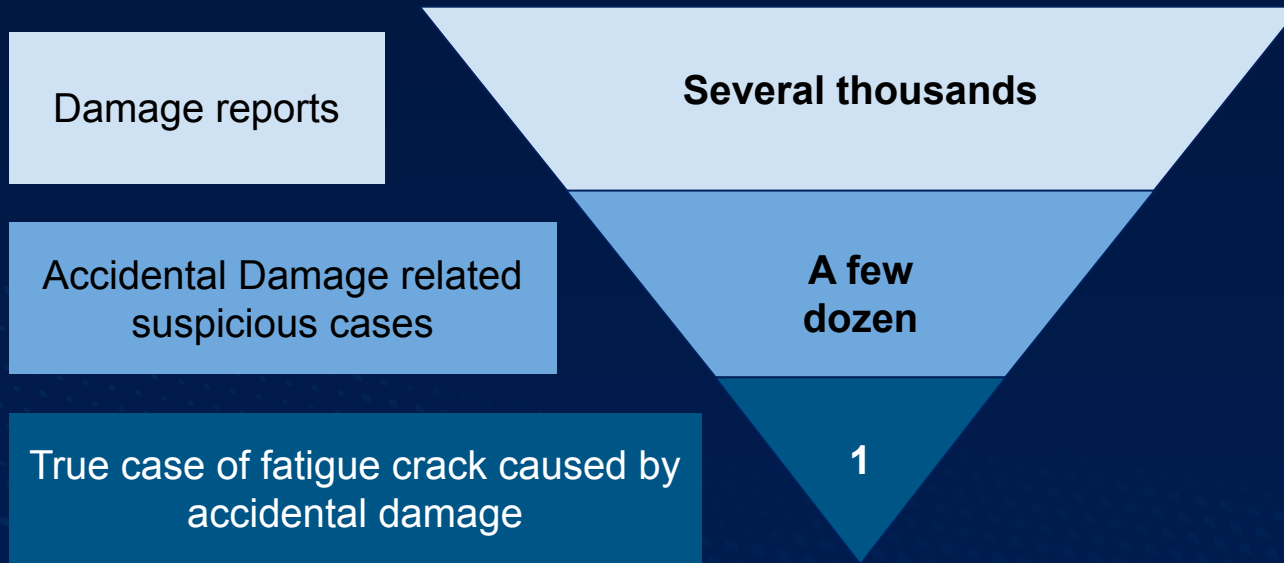 Damage reports
Several thousands
Accidental Damage related
suspicious cases
A few
dozen
True case of fatigue crack caused by
accidental damage
1